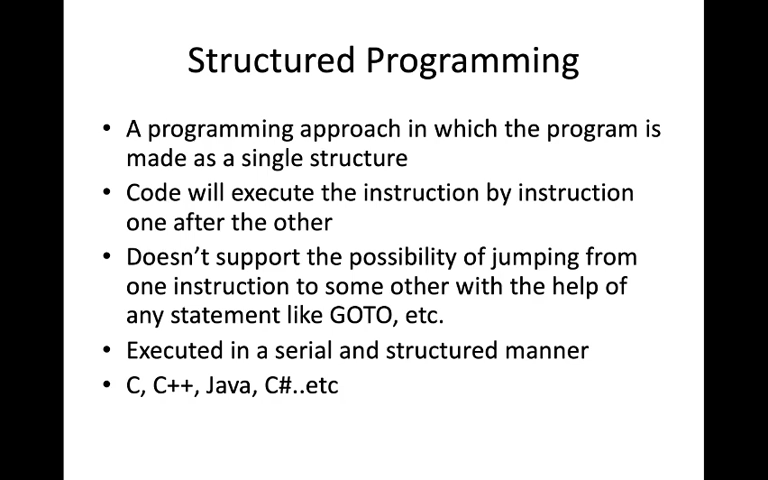 Structured Programming
• A programming approach in which the program is
made as a single structure
• Code will execute the instruction by instruction
one after the other
• Doesn't support the possibility of jumping from
one instruction to some other with the help of
any statement like GOTO, etc.
• Executed in a serial and structured manner
• C, C++, Java, C#..etc